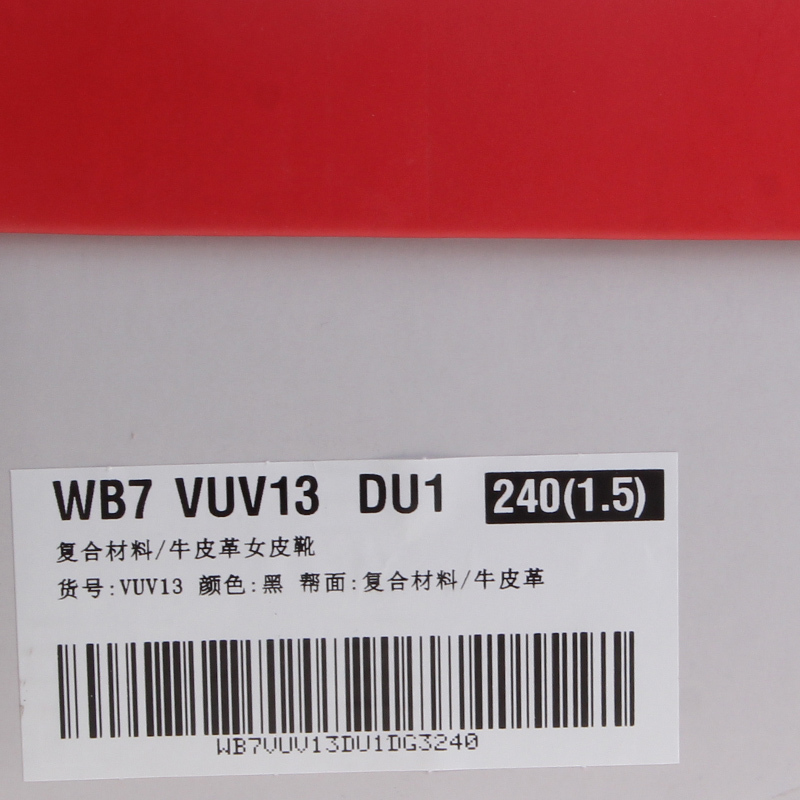 WB7 VUV13 DU1 240(1.5)
复合材料/牛皮革女皮靴
货号:VUV13 颜色:黑 帮面:复合材料/牛皮革
WB7VUV13DU1DG3240